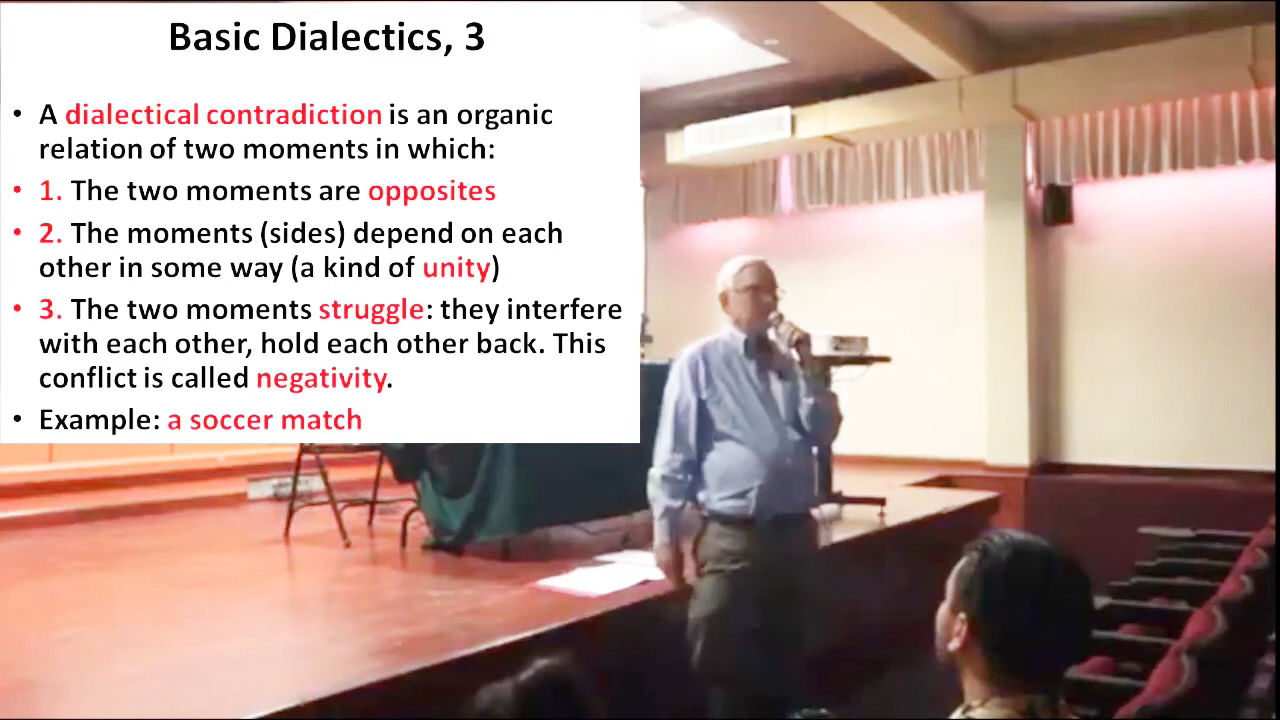 Basic Dialectics, 3
• A dialectical contradiction is an organic
relation of two moments in which:
• 1. The two moments are opposites
• 2. The moments (sides) depend on each
other in some way (a kind of unity)
• 3. The two moments struggle: they interfere
with each other, hold each other back. This
conflict is called negativity.
• Example: a soccer match